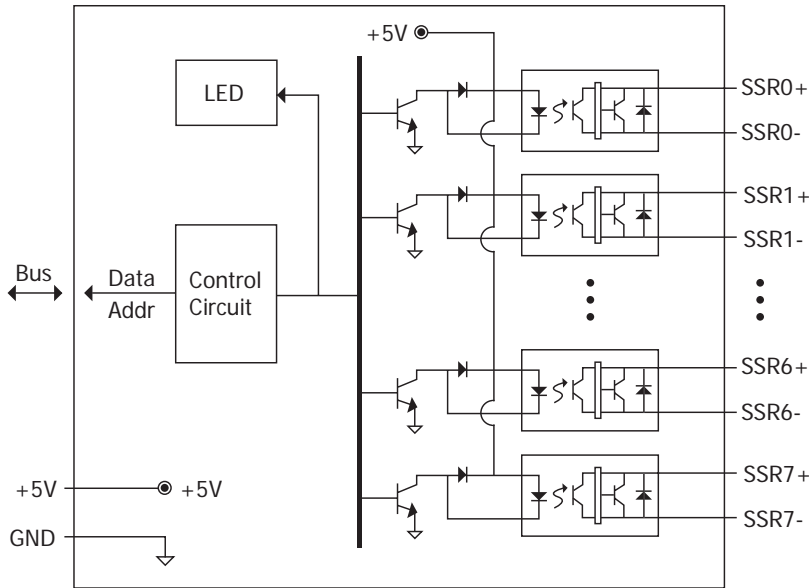 +5V
LED
SSR0+
SSR0-
SSR1+
SSR1-
Bus
Data
Addr
Control
Circuit
SSR6+
SSR6-
SSR7+
SSR7-
+5V
+5V
GND